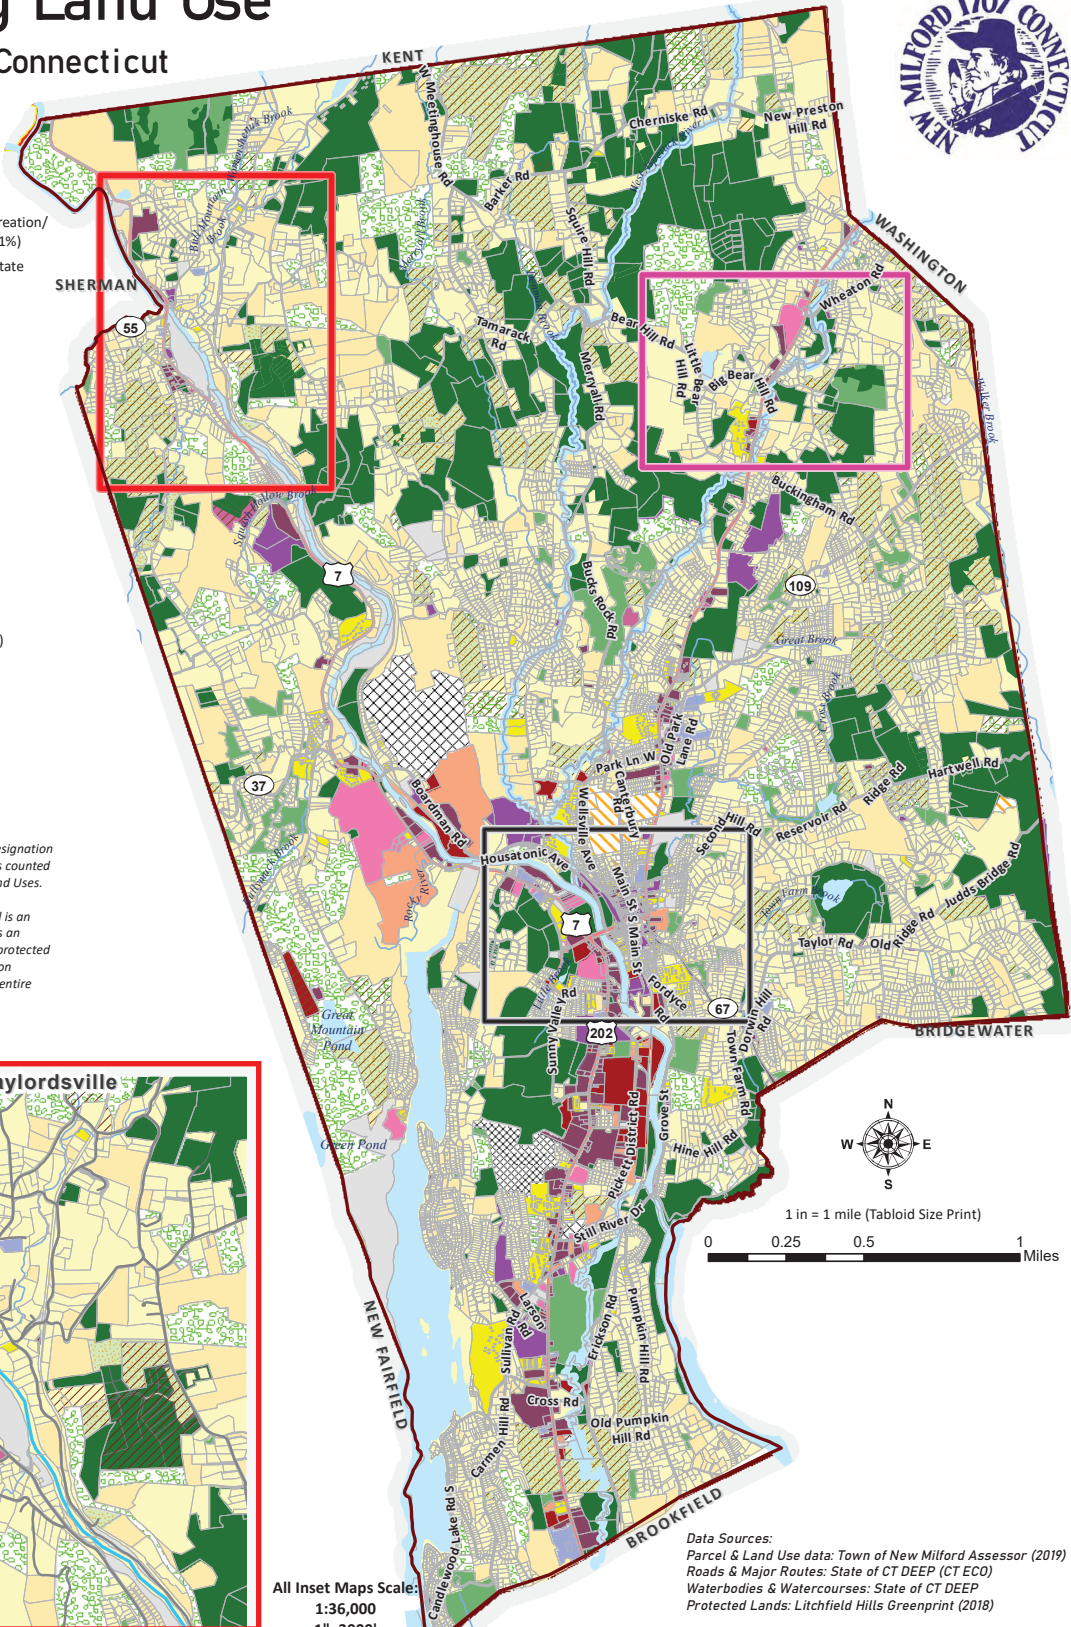 g Land Use
Connecticut
NEW MILFORD 1707 CONNECTICUT
KENT
W Meetinghouse Rd
Cherniske Rd
New Preston
Hill Rd
Barker Rd
Squire Hill Rd
WASHINGTON
reation/
1%)
tate
SHERMAN
55
Wheaton Rd
Bear Hill Rd
Tamarack
Rd
Little Bear
Hill Rd
Big Bear
Hill Rd
Merryall Rd
Walker Brook
Buckingham Rd
Squash Hollow Brook
7
109
Bucks Rock Rd
Great Brook
)
Old Park
Lane Rd
Park Ln W
Canterbury
Rd
Hartwell Rd
Ridge Rd
37
Boardman Rd
Wellsville Ave
Second Hill Rd
Reservoir Rd
esignation
s counted
nd Uses.
Housatonic Ave
Judds Bridge Rd
Rock
River
Main St
S Main St
Town Farm Brook
Old Ridge Rd
Taylor Rd
d is an
s an
protected
on
entire
7
Little Brook
Fordyce
Rd
67
Great
Mountain
Pond
Sunny Valley Rd
202
Dorwin Hill
Rd
Town Farm Rd
BRIDGEWATER
aylordsville
Grove St
Pickett District Rd
Green Pond
Hine Hill Rd
N
W
E
S
Still River Dr
1 in = 1 mile (Tabloid Size Print)
0
0.25
0.5
1
Miles
NEW FAIRFIELD
Larson
Rd
Sullivan Rd
Erickson Rd
Pumpkin Hill Rd
Cross Rd
Old Pumpkin
Hill Rd
Carmen Hill Rd
Candlewood Lake Rd S
BROOKFIELD
All Inset Maps Scale:
1:36,000
Data Sources:
Parcel & Land Use data: Town of New Milford Assessor (2019)
Roads & Major Routes: State of CT DEEP (CT ECO)
Waterbodies & Watercourses: State of CT DEEP
Protected Lands: Litchfield Hills Greenprint (2018)